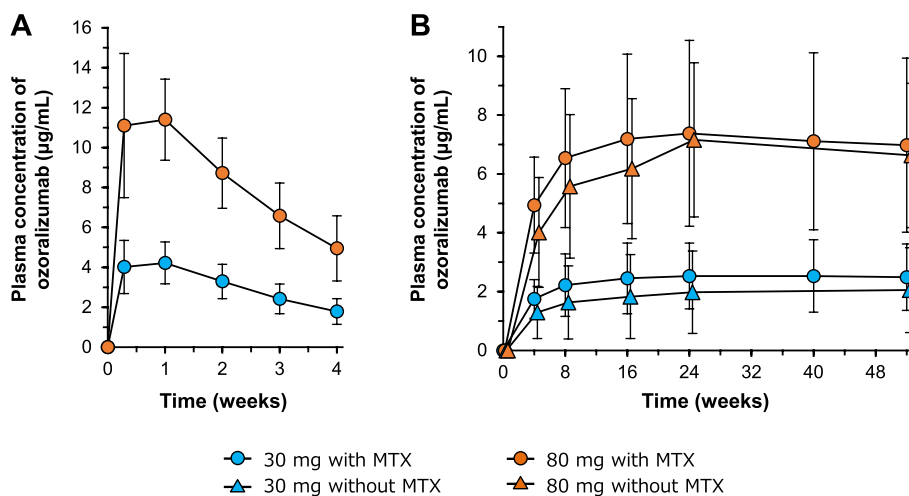 A
Plasma concentration of
ozoralizumab (µg/mL)
16
14
12
10
8
6
4
2
0
0 1 2 3 4
Time (weeks)
B
Plasma concentration of
ozoralizumab (µg/mL)
10
8
6
4
2
0
0 8 16 24 32 40 48
Time (weeks)
30 mg with MTX
30 mg without MTX
80 mg with MTX
80 mg without MTX